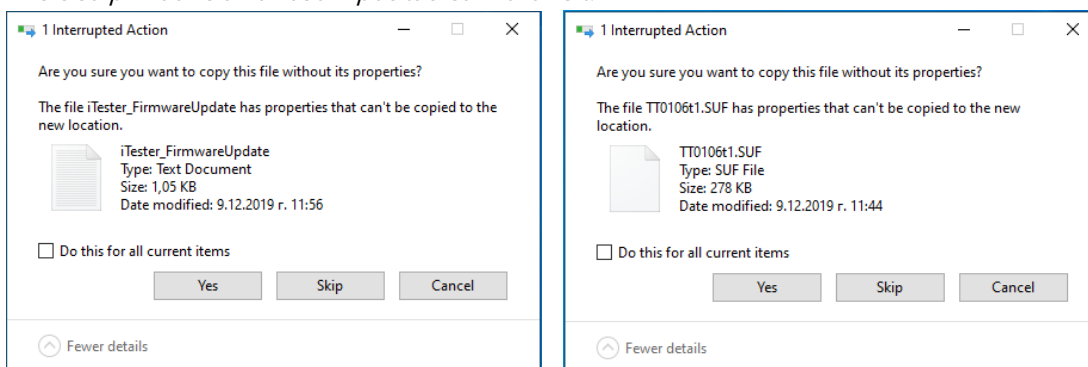 1 Interrupted Action
Are you sure you want to copy this file without its properties?
The file iTester_FirmwareUpdate has properties that can't be copied to the
new location.
iTester_FirmwareUpdate
Type: Text Document
Size: 1,05 KB
Date modified: 9.12.2019 г. 11:56
Do this for all current items
Yes
Skip
Cancel
Fewer details
1 Interrupted Action
Are you sure you want to copy this file without its properties?
The file TT0106t1.SUF has properties that can't be copied to the new
location.
TT0106t1.SUF
Type: SUF File
Size: 278 KB
Date modified: 9.12.2019 г. 11:44
Do this for all current items
Yes
Skip
Cancel
Fewer details